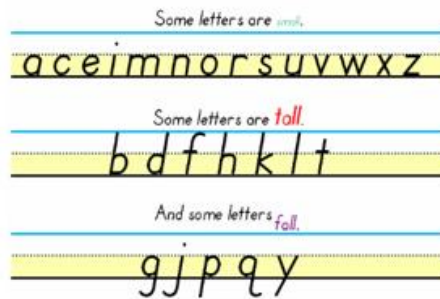 Some letters are small.
a c e i m n o r s u v w x z
Some letters are tall.
b d f h k l t
And some letters fall.
g j p q y